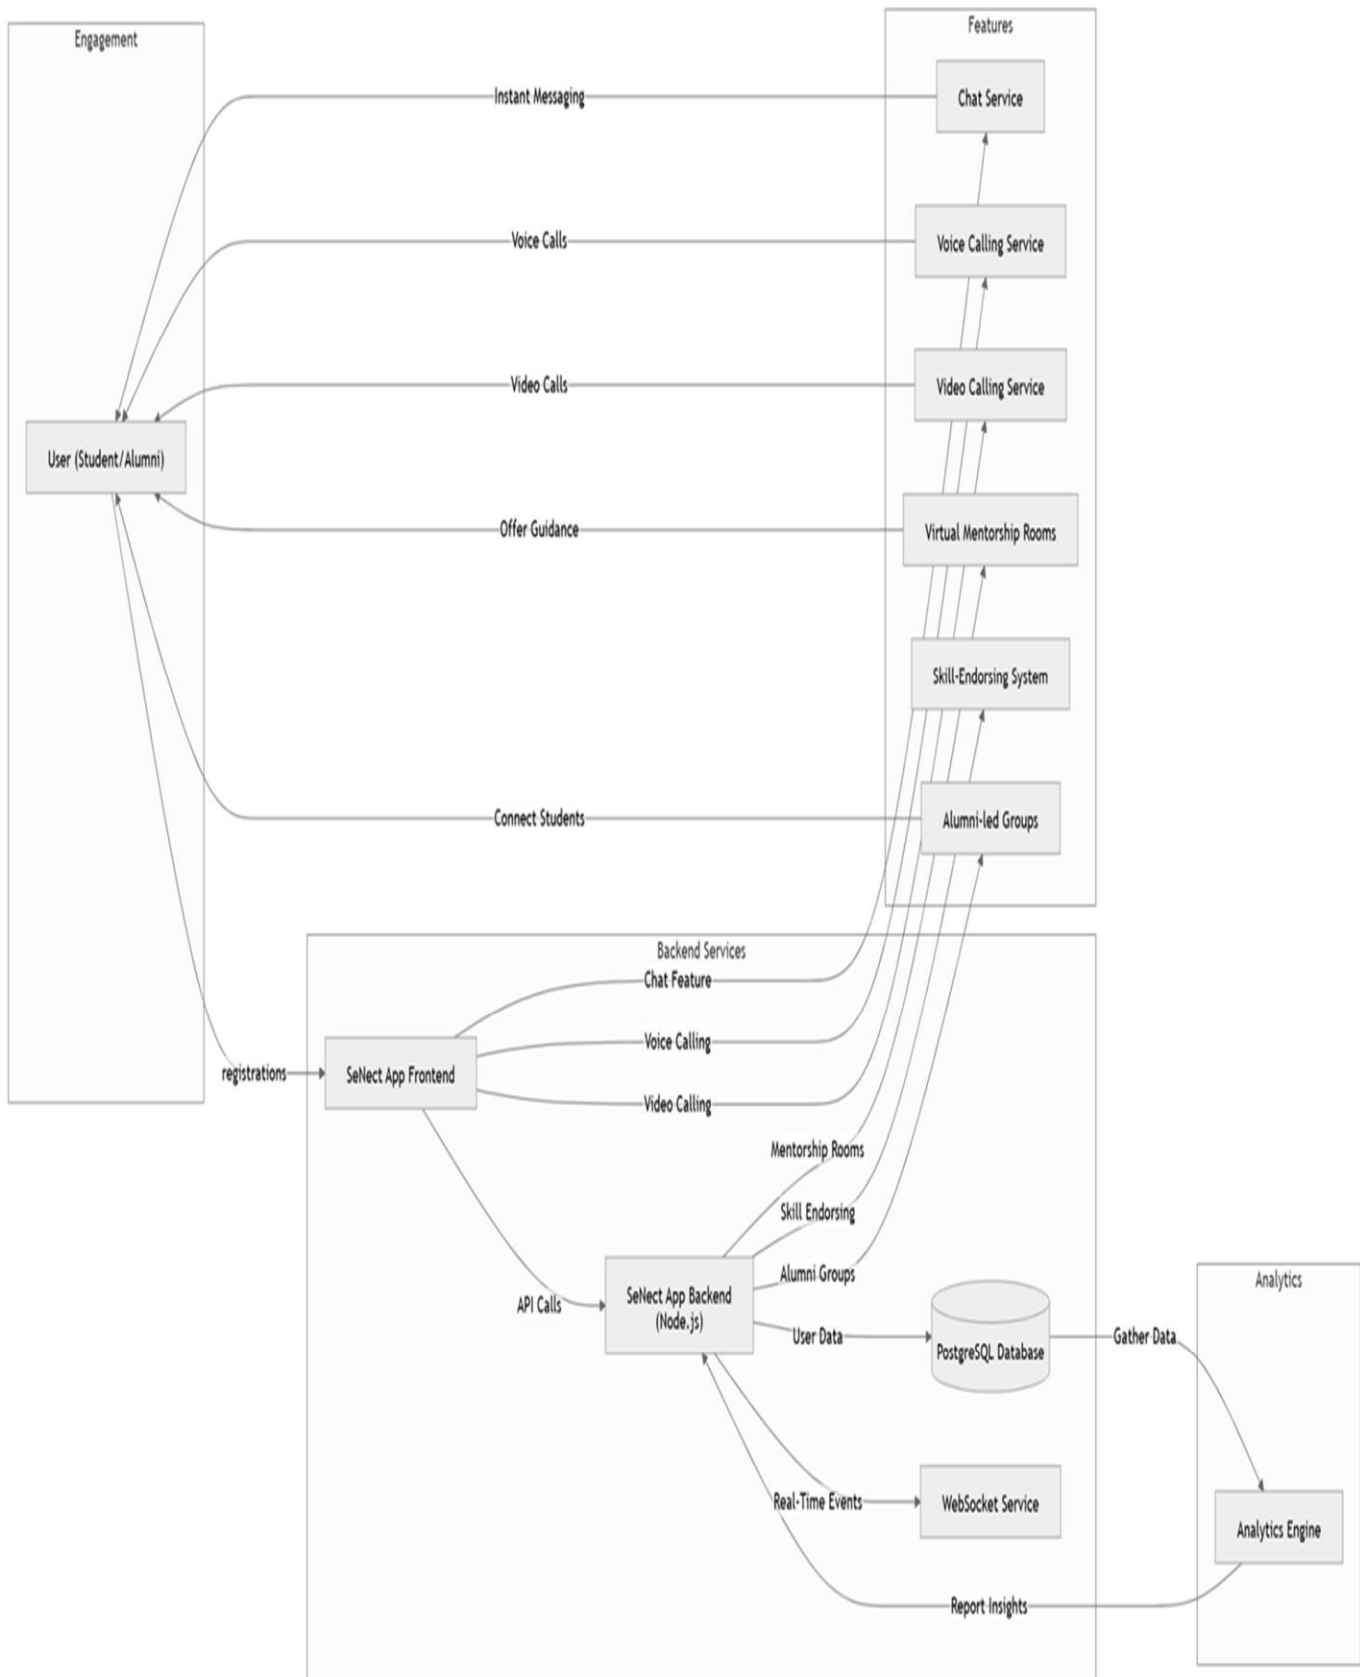 Engagement
Features
Instant Messaging
Chat Service
Voice Calls
Voice Calling Service
Video Calls
Video Calling Service
User (Student/Alumni)
Offer Guidance
Virtual Mentorship Rooms
Skill-Endorsing System
Connect Students
Alumni-led Groups
Backend Services
Chat Feature
Voice Calling
registrations
SeNect App Frontend
Video Calling
Mentorship Rooms
Skill Endorsing
Alumni Groups
Analytics
API Calls
SeNect App Backend
(Node.js)
User Data
PostgreSQL Database
Gather Data
Real-Time Events
WebSocket Service
Analytics Engine
Report Insights